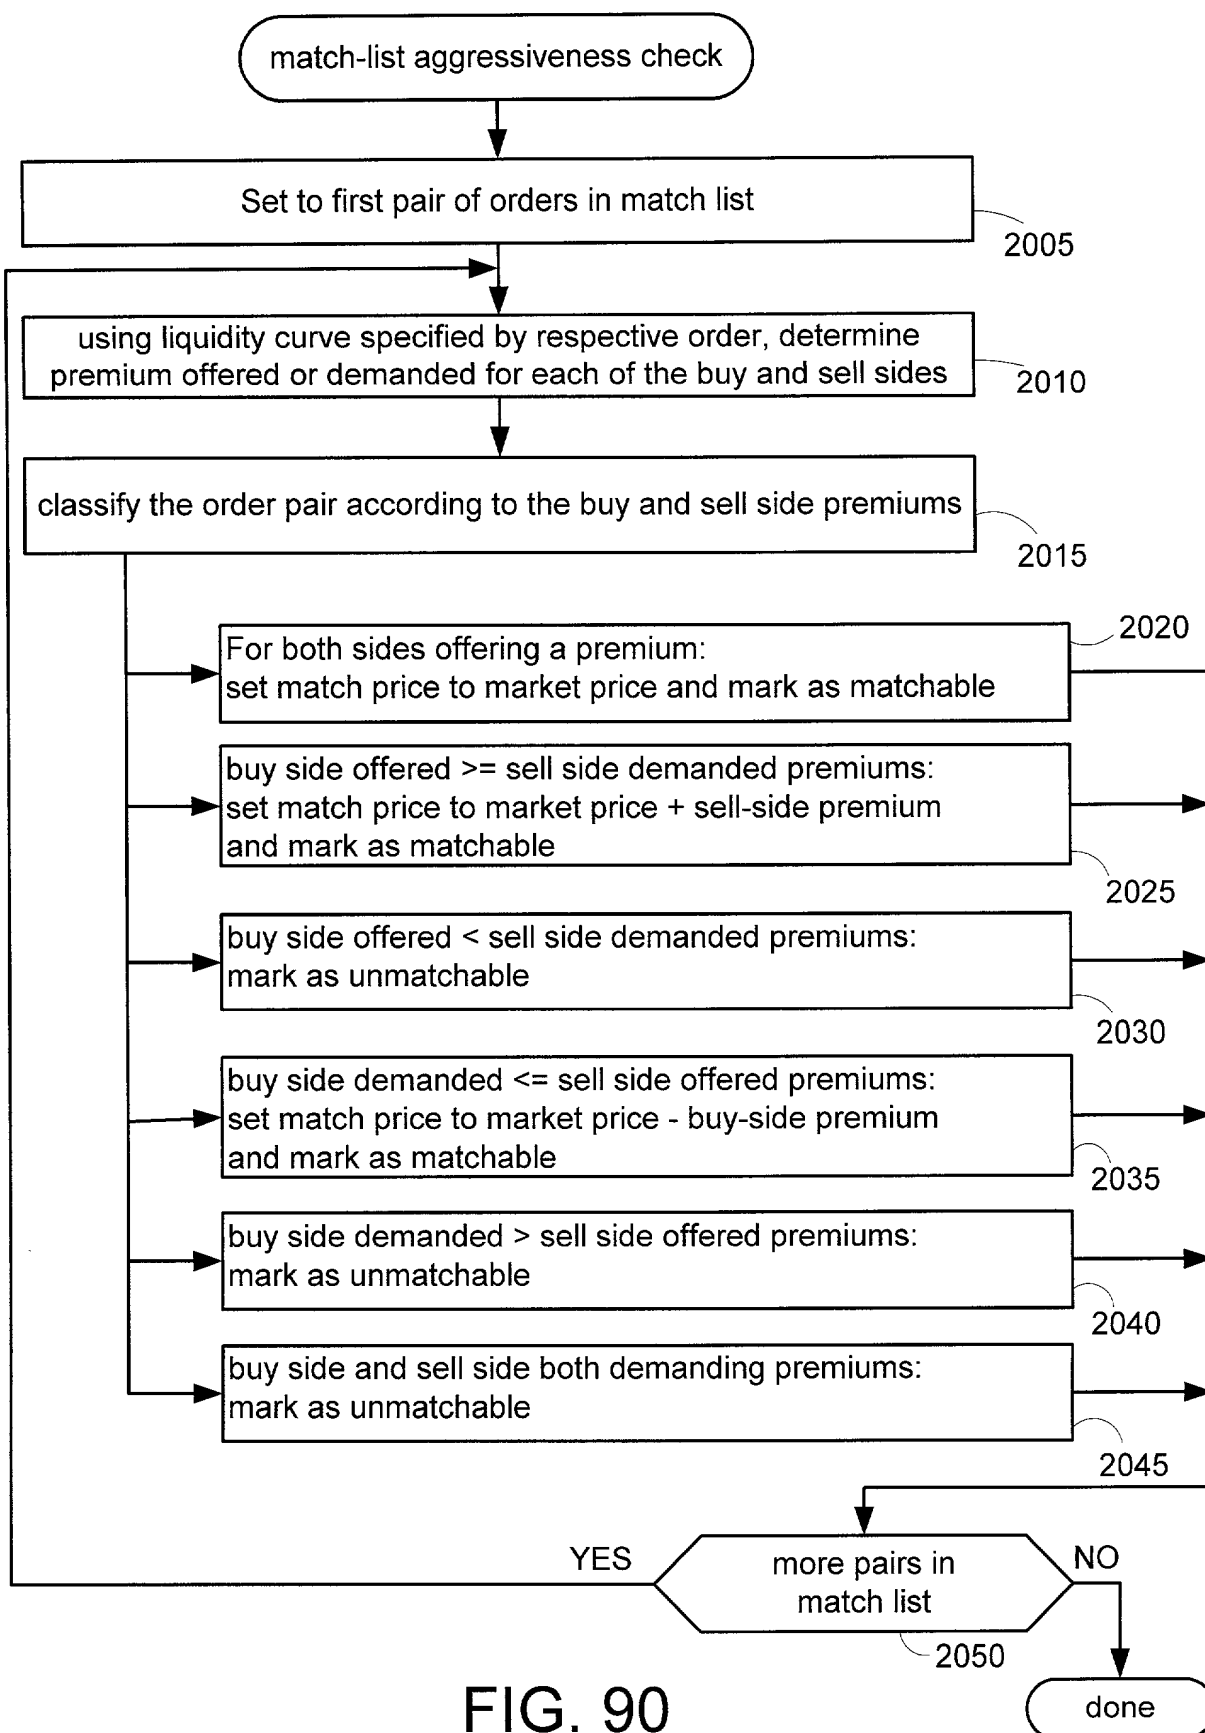 match-list aggressiveness check
Set to first pair of orders in match list
2005
using liquidity curve specified by respective order, determine
premium offered or demanded for each of the buy and sell sides
2010
classify the order pair according to the buy and sell side premiums
2015
2020
For both sides offering a premium:
set match price to market price and mark as matchable
buy side offered >= sell side demanded premiums:
set match price to market price + sell-side premium
and mark as matchable
2025
buy side offered < sell side demanded premiums:
mark as unmatchable
2030
buy side demanded <= sell side offered premiums:
set match price to market price - buy-side premium
and mark as matchable
2035
buy side demanded > sell side offered premiums:
mark as unmatchable
2040
buy side and sell side both demanding premiums:
mark as unmatchable
2045
YES
more pairs in
match list
NO
2050
done
FIG. 90